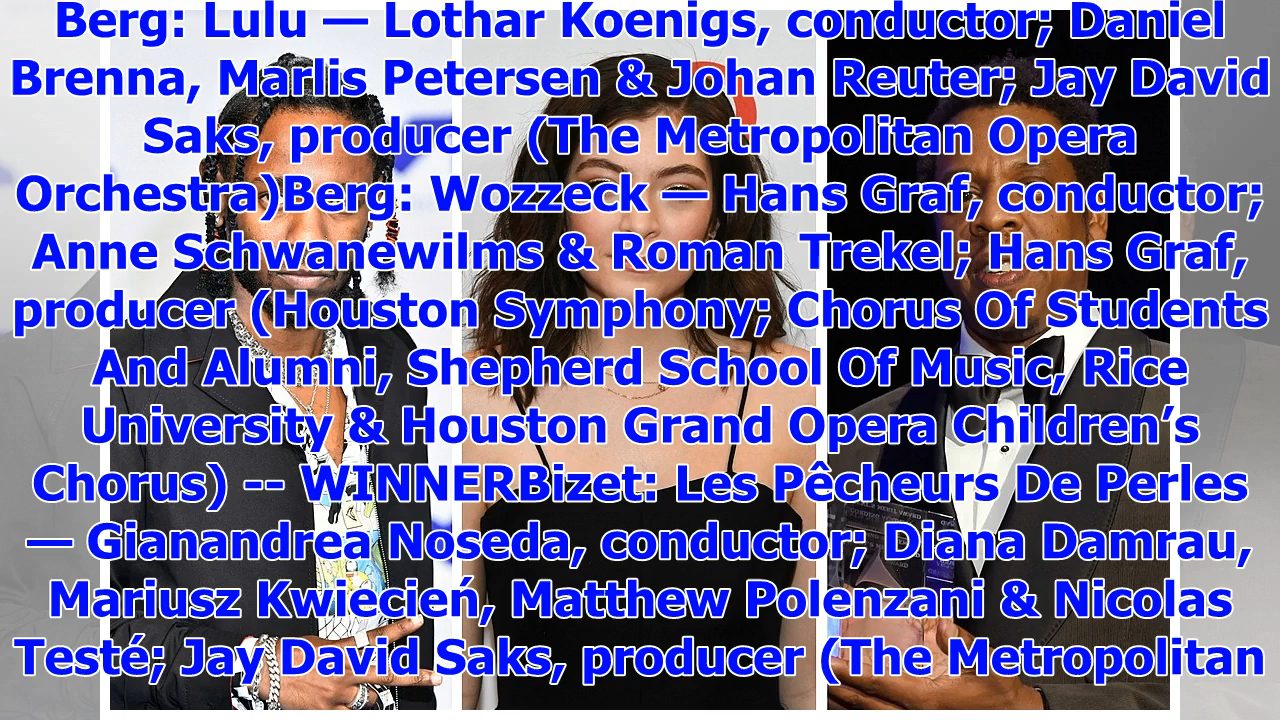 Berg: Lulu — Lothar Koenigs, conductor; Daniel
Brenna, Marlis Petersen & Johan Reuter; Jay David
Saks, producer (The Metropolitan Opera
Orchestra)Berg: Wozzeck — Hans Graf, conductor;
Anne Schwanewilms & Roman Trekel; Hans Graf,
producer (Houston Symphony; Chorus Of Students
And Alumni, Shepherd School Of Music, Rice
University & Houston Grand Opera Children’s
Chorus) -- WINNERBizet: Les Pêcheurs De Perles
— Gianandrea Noseda, conductor; Diana Damrau,
Mariusz Kwiecień, Matthew Polenzani & Nicolas
Testé; Jay David Saks, producer (The Metropolitan